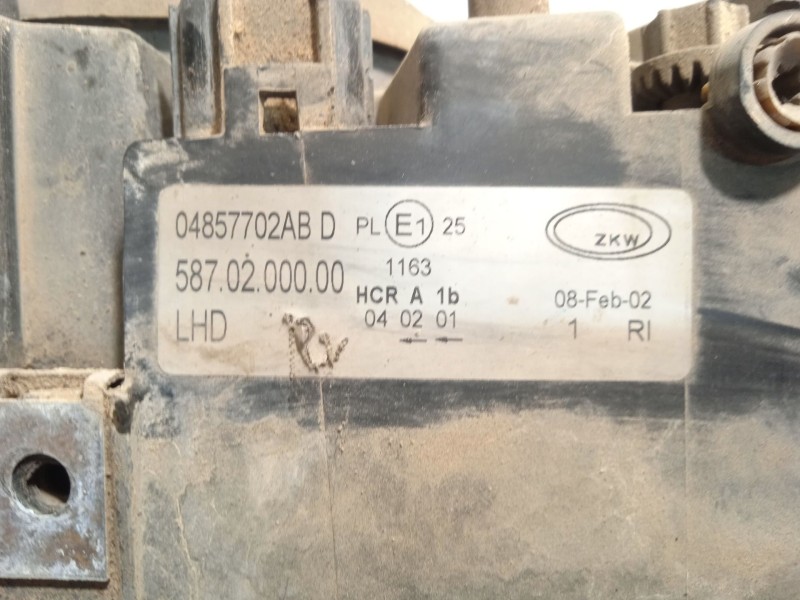 04857702AB D PL E1 25
587.02.000.00 1163
HCR A 1b
LHD 04 02 01
ZKW
08-Feb-02
1 RI